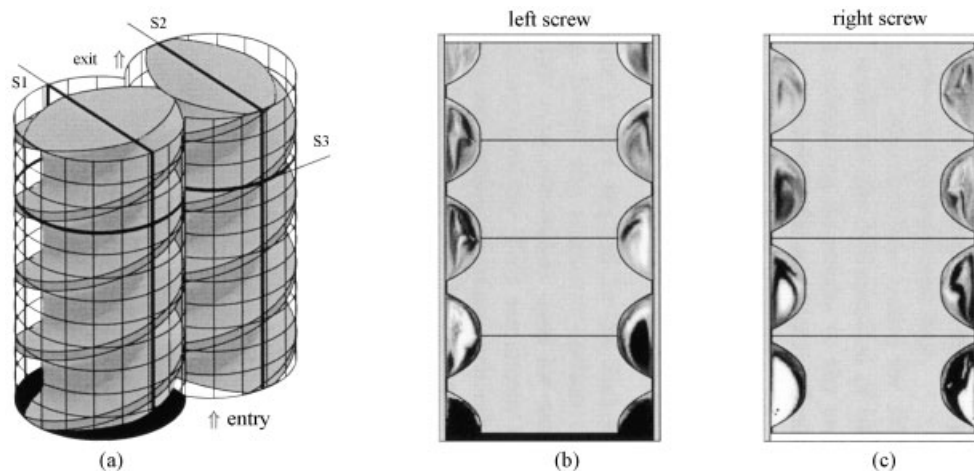 S2
exit ⇧
S1
S3
⇧ entry
(a)
left screw
(b)
right screw
(c)